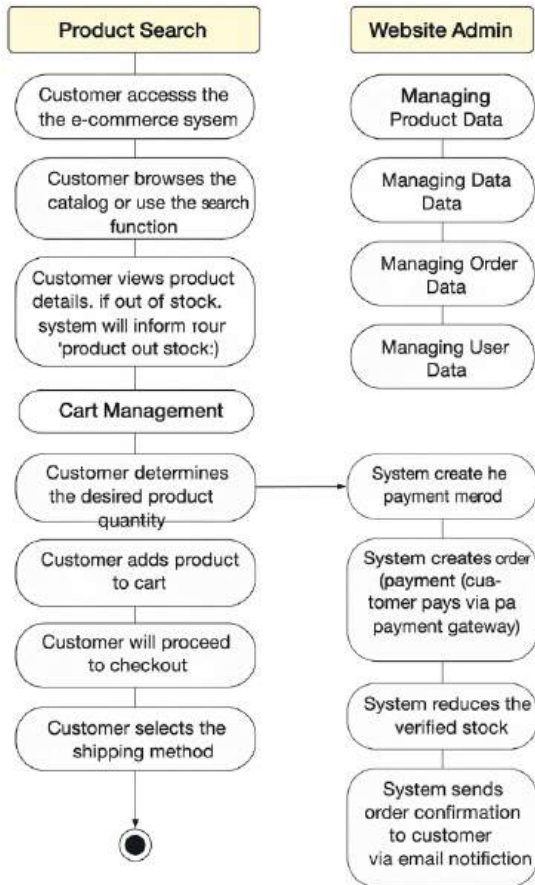 Product Search
Customer accesss the
the e-commerce sysem
Customer browses the
catalog or use the search
function
Customer views product
details. if out of stock.
system will inform rour
'product out stock:)
Cart Management
Customer determines
the desired product
quantity
Customer adds product
to cart
Customer will proceed
to checkout
Customer selects the
shipping method
Website Admin
Managing
Product Data
Managing Data
Data
Managing Order
Data
Managing User
Data
System create he
payment merod
System creates order
(payment (cua-
tomer pays via pa
payment gateway)
System reduces the
verified stock
System sends
order confirmation
to customer
via email notifiction